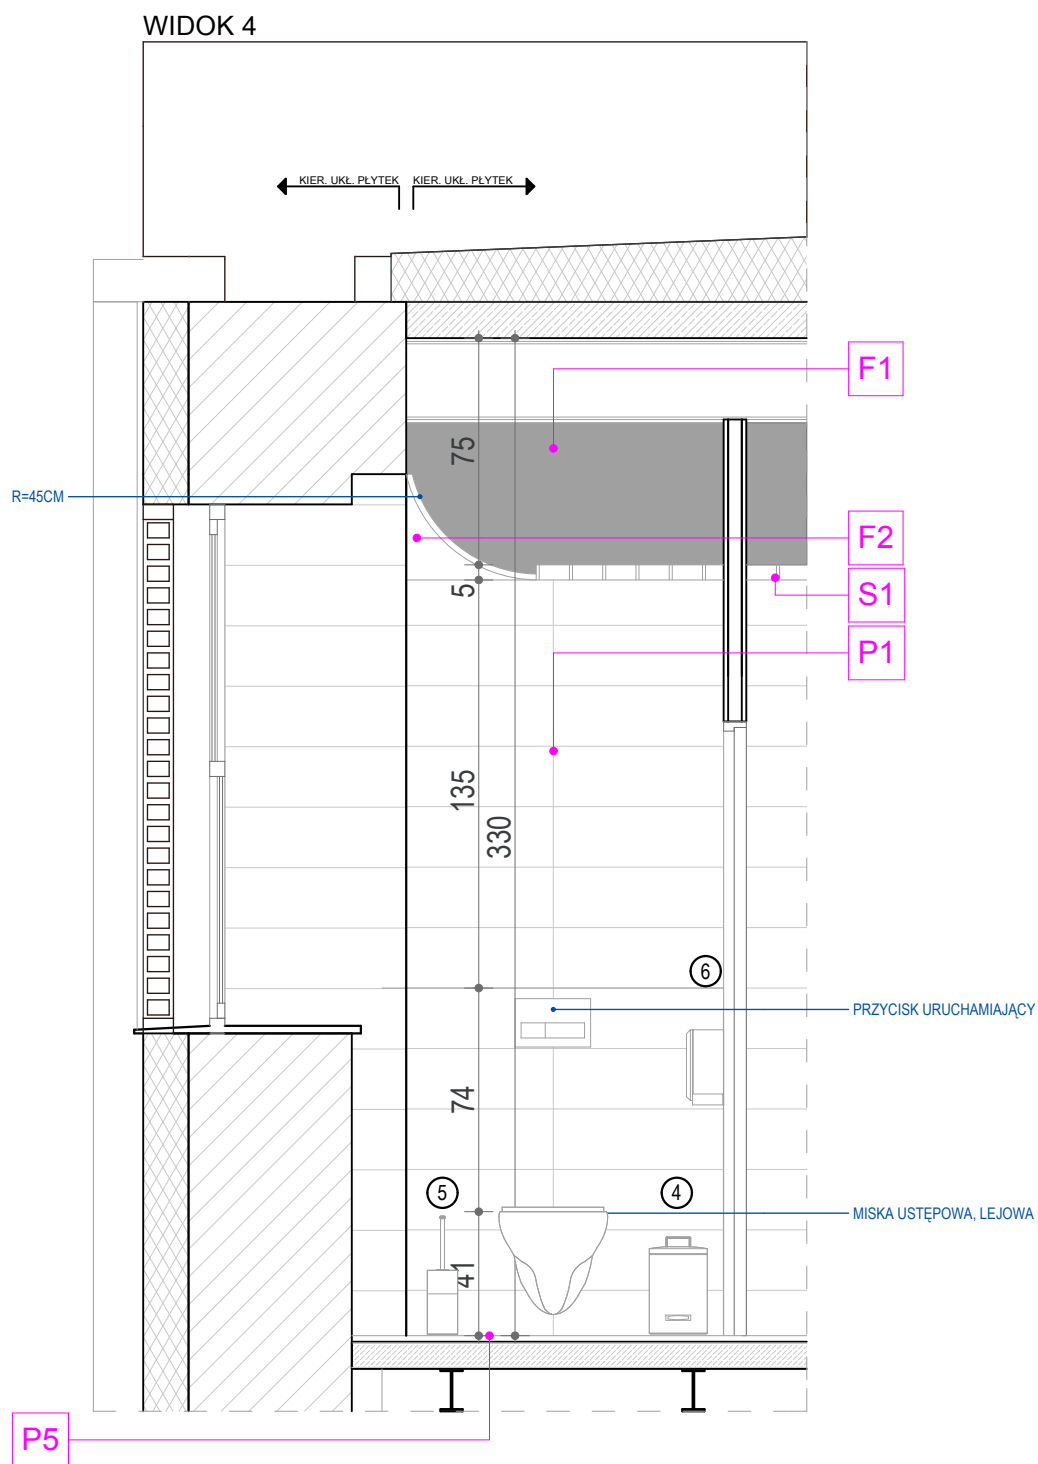 WIDOK 4
KIER. UKŁ. PŁYTEK KIER. UKŁ. PŁYTEK
F1
75
R=45CM
F2
5
S1
P1
135
330
6
PRZYCISK URUCHAMIAJĄCY
74
5
4
MISKA USTĘPOWA, LEJOWA
41
P5